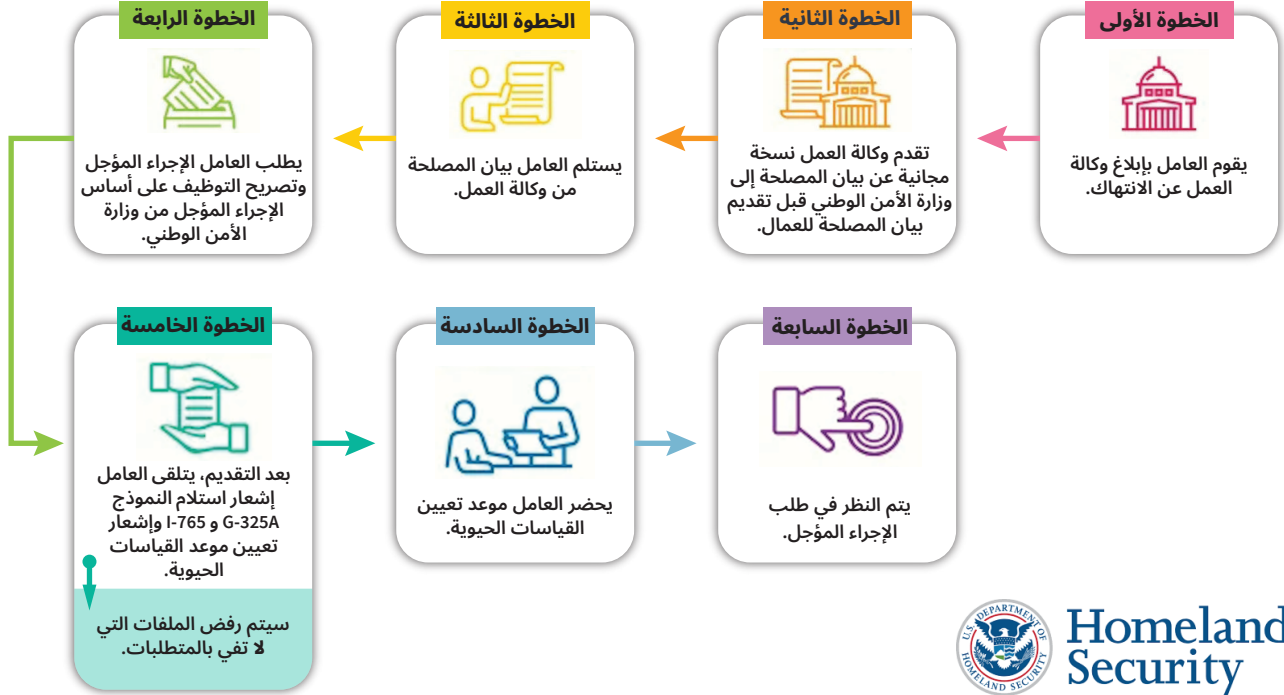 الخطوة الأولى
يقوم العامل بإبلاغ وكالة
العمل عن الانتهاك.
الخطوة الثانية
تقدم وكالة العمل نسخة
مجانية عن بيان المصلحة إلى
وزارة الأمن الوطني قبل تقديم
بيان المصلحة للعمال.
الخطوة الثالثة
يستلم العامل بيان المصلحة
من وكالة العمل.
الخطوة الرابعة
يطلب العامل الإجراء المؤجل
وتصريح التوظيف على أساس
الإجراء المؤجل من وزارة
الأمن الوطني.
الخطوة الخامسة
بعد التقديم، يتلقى العامل
إشعار استلام النموذج
G-325A و I-765 وإشعار
تعيين موعد القياسات
الحيوية.
سيتم رفض الملفات التي
لا تفي بالمتطلبات.
الخطوة السادسة
يحضر العامل موعد تعيين
القياسات الحيوية.
الخطوة السابعة
يتم النظر في طلب
الإجراء المؤجل.
U.S. DEPARTMENT OF
HOMELAND SECURITY
Homeland
Security